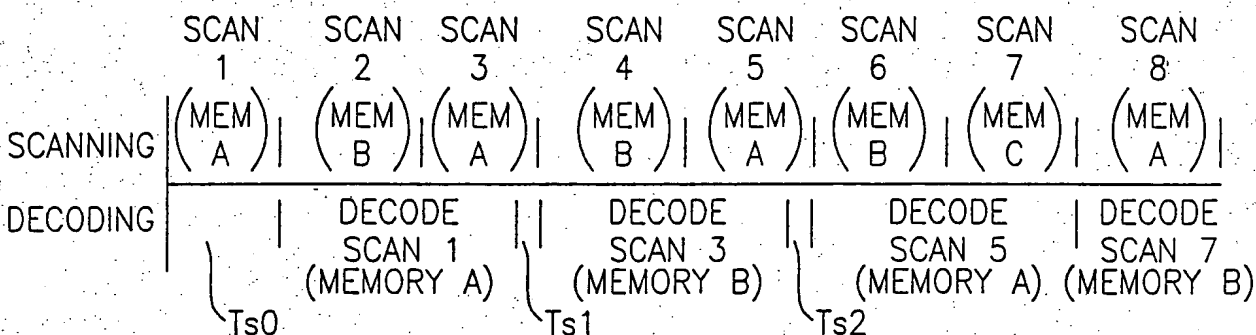 SCAN SCAN SCAN SCAN SCAN SCAN SCAN SCAN
1 2 3 4 5 6 7 8
SCANNING (MEM A) (MEM B) (MEM A) (MEM B) (MEM A) (MEM B) (MEM C) (MEM A)
DECODING DECODE DECODE DECODE DECODE
SCAN 1 SCAN 3 SCAN 5 SCAN 7
(MEMORY A) (MEMORY B) (MEMORY A) (MEMORY B)
Ts0 Ts1 Ts2